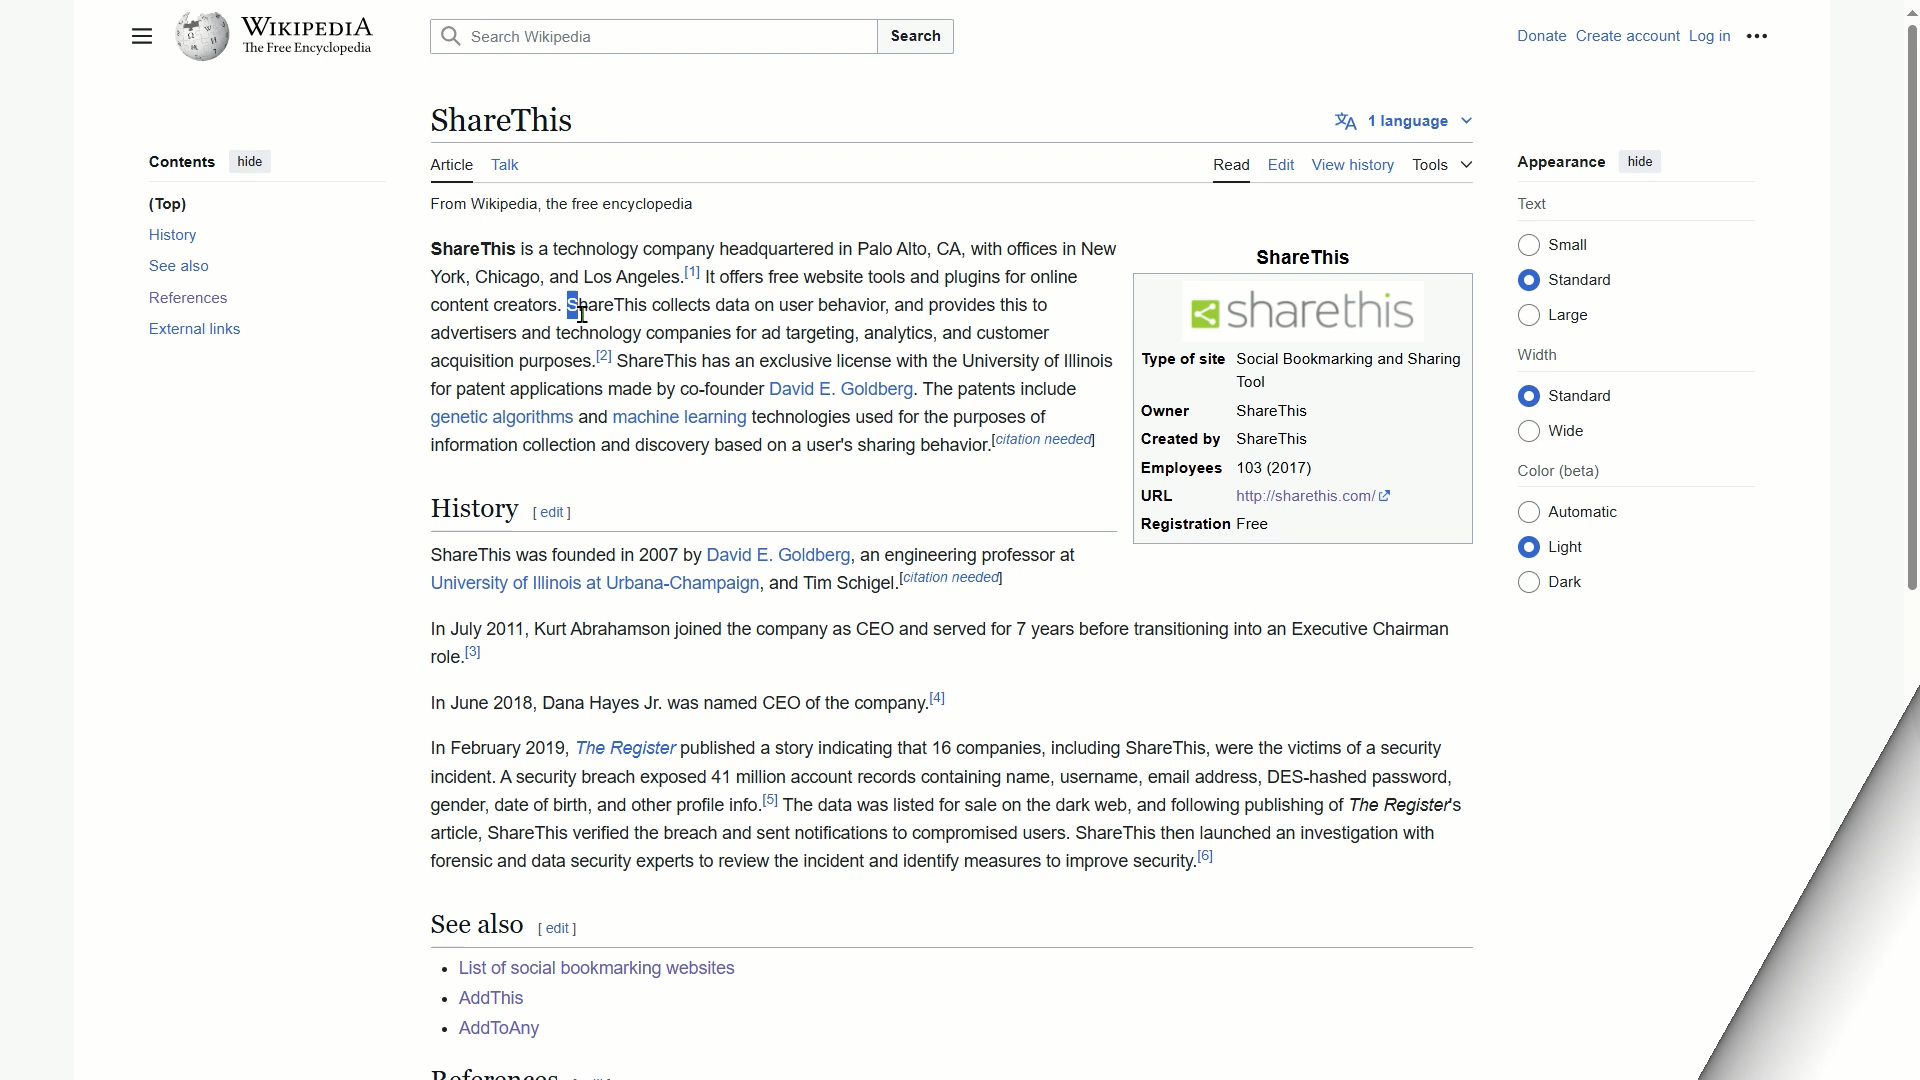 WIKIPEDIA
The Free Encyclopedia
Search Wikipedia
Search
Donate Create account Log in
ShareThis
1 language
Contents hide
(Top)
History
See also
References
External links
Article Talk
Read Edit View history Tools
From Wikipedia, the free encyclopedia
ShareThis is a technology company headquartered in Palo Alto, CA, with offices in New
York, Chicago, and Los Angeles.[1] It offers free website tools and plugins for online
content creators. ShareThis collects data on user behavior, and provides this to
advertisers and technology companies for ad targeting, analytics, and customer
acquisition purposes.[2] ShareThis has an exclusive license with the University of Illinois
for patent applications made by co-founder David E. Goldberg. The patents include
genetic algorithms and machine learning technologies used for the purposes of
information collection and discovery based on a user's sharing behavior.[citation needed]
ShareThis
sharethis
Type of site Social Bookmarking and Sharing
Tool
Owner ShareThis
Created by ShareThis
Employees 103 (2017)
URL http://sharethis.com/
Registration Free
History [ edit ]
ShareThis was founded in 2007 by David E. Goldberg, an engineering professor at
University of Illinois at Urbana-Champaign, and Tim Schigel.[citation needed]
In July 2011, Kurt Abrahamson joined the company as CEO and served for 7 years before transitioning into an Executive Chairman
role.[3]
In June 2018, Dana Hayes Jr. was named CEO of the company.[4]
In February 2019, The Register published a story indicating that 16 companies, including ShareThis, were the victims of a security
incident. A security breach exposed 41 million account records containing name, username, email address, DES-hashed password,
gender, date of birth, and other profile info.[5] The data was listed for sale on the dark web, and following publishing of The Register's
article, ShareThis verified the breach and sent notifications to compromised users. ShareThis then launched an investigation with
forensic and data security experts to review the incident and identify measures to improve security.[6]
See also [ edit ]
List of social bookmarking websites
AddThis
AddToAny
References
Appearance hide
Text
Small
Standard
Large
Width
Standard
Wide
Color (beta)
Automatic
Light
Dark